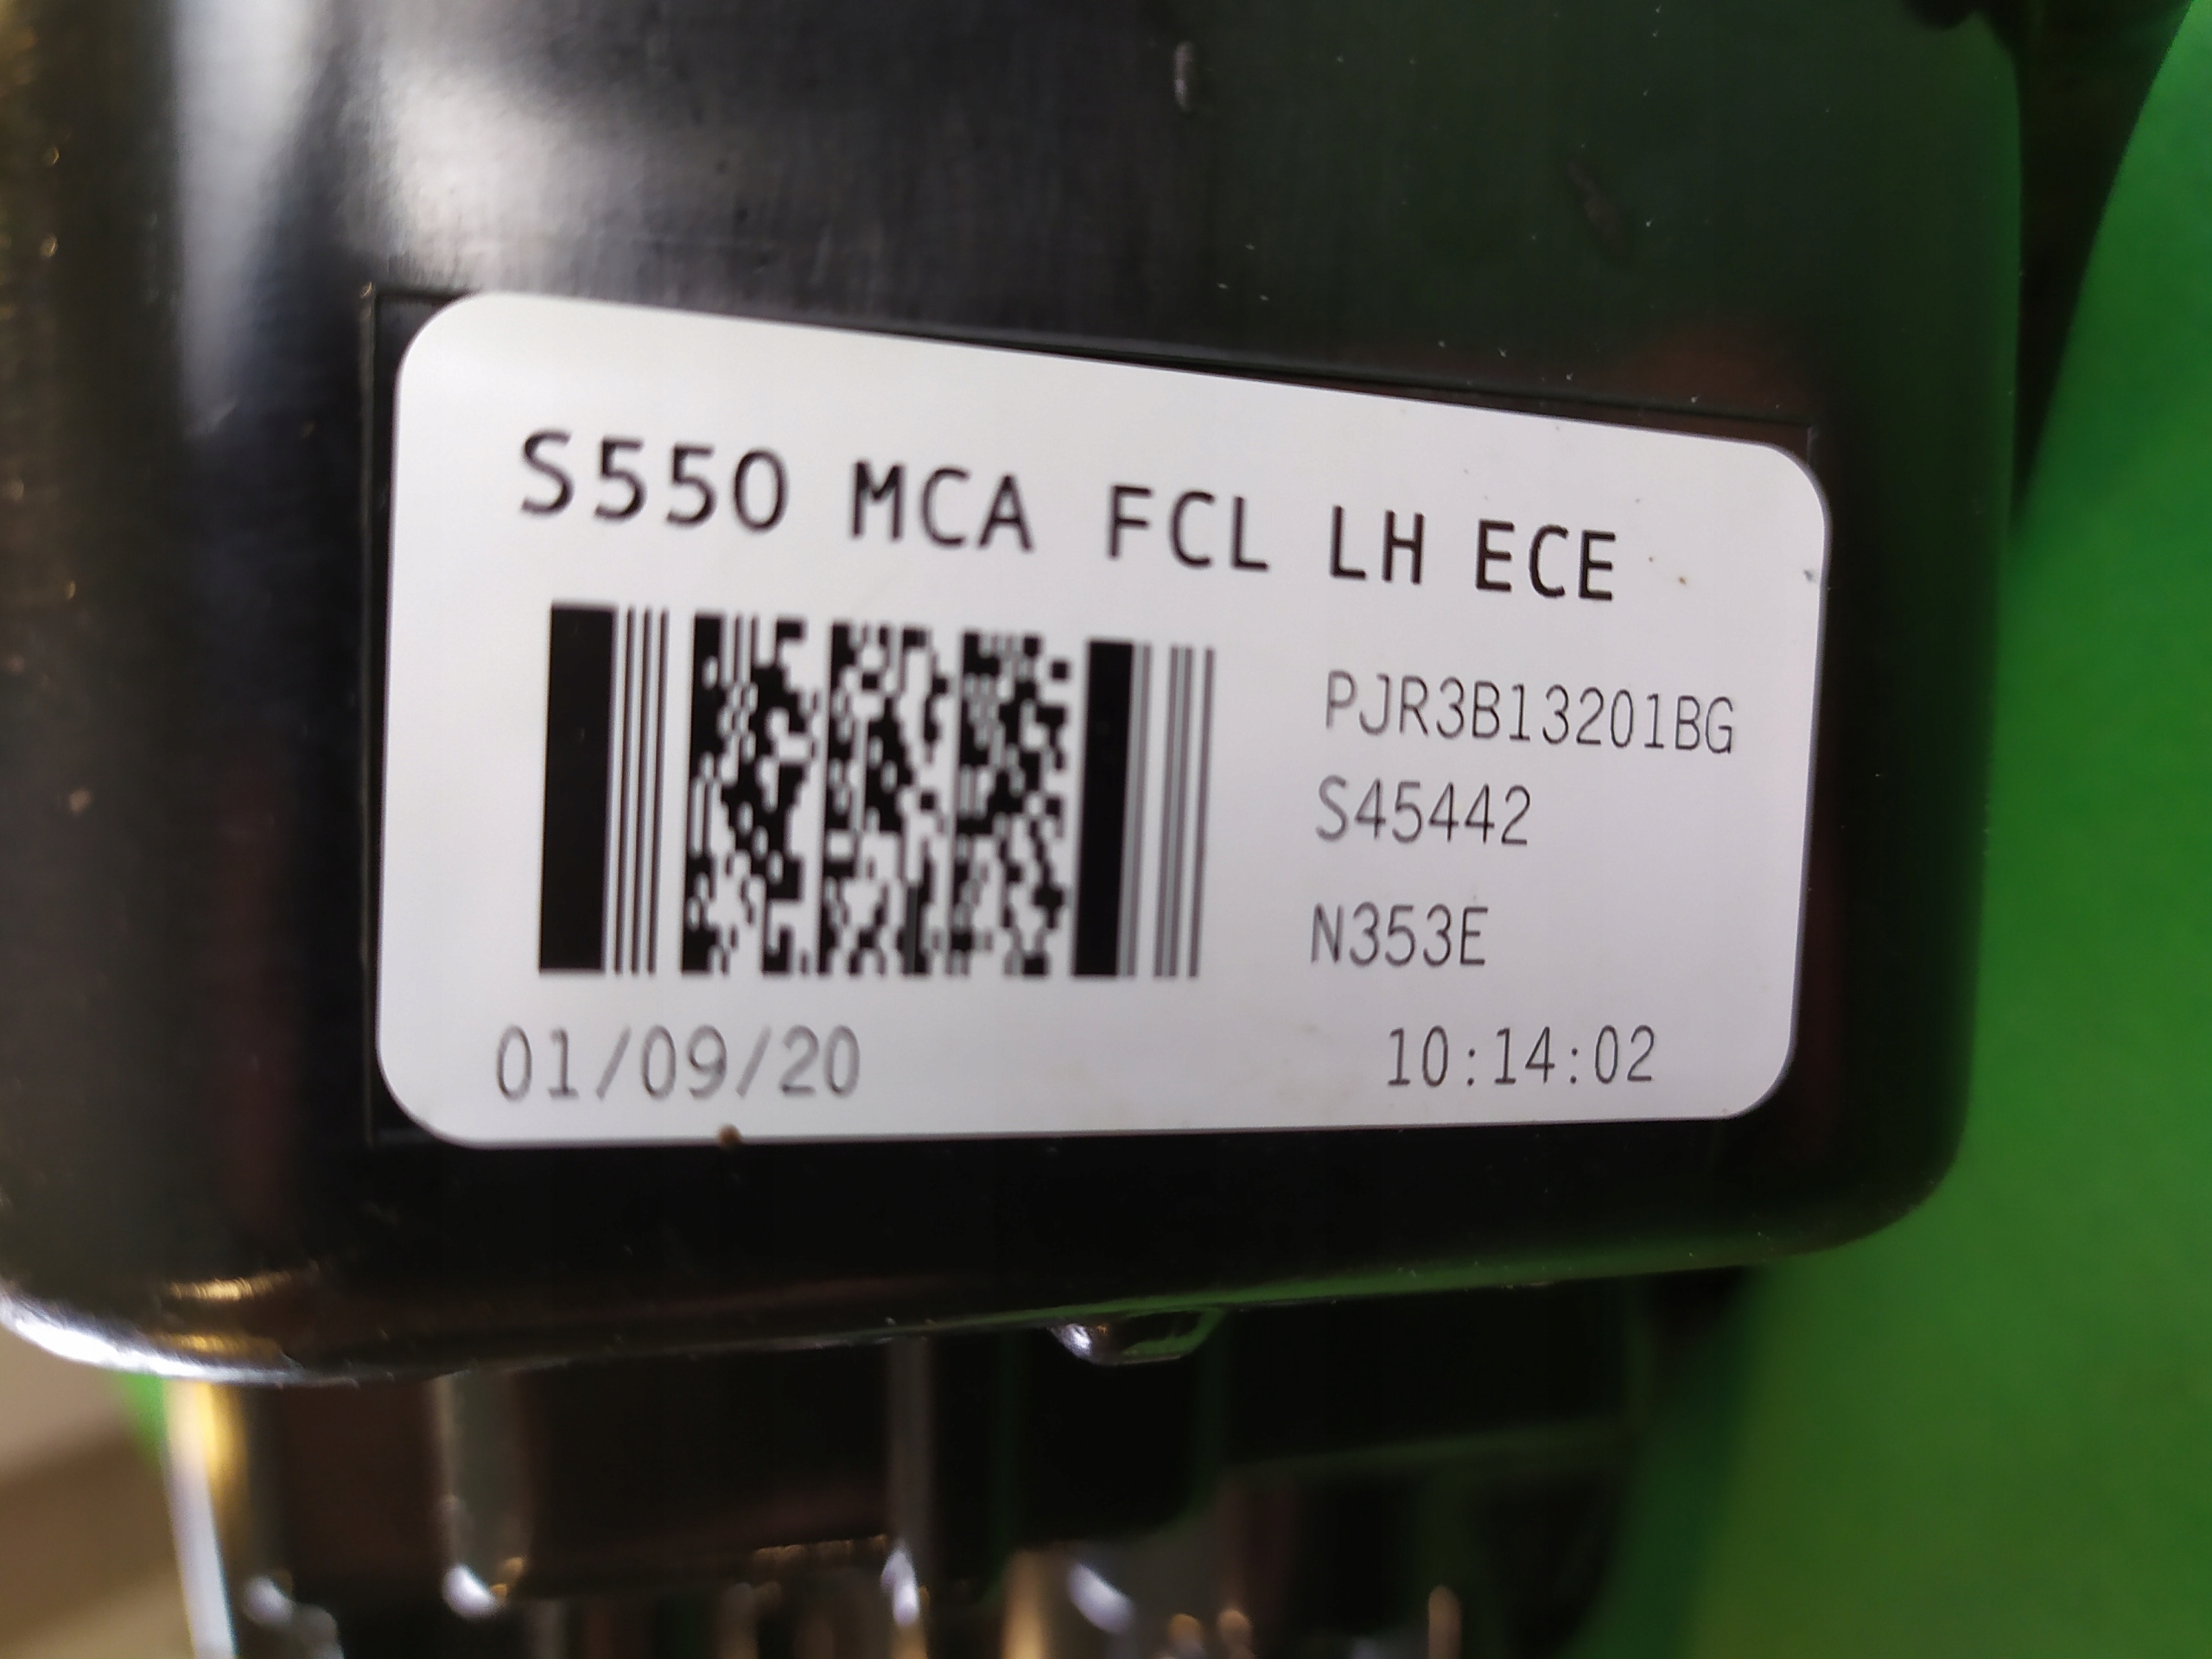 S550 MCA FCL LH ECE
PJR3B13201BG
S45442
N353E
01/09/20 10:14:02